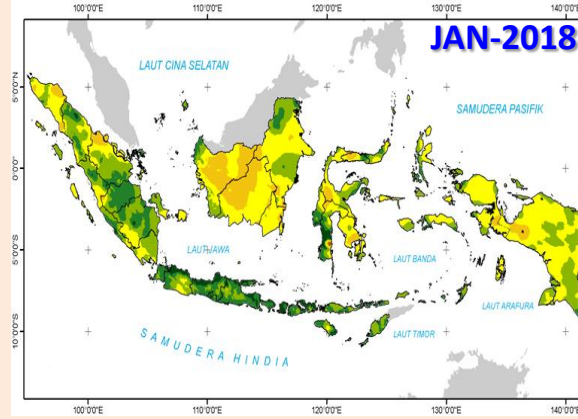 100°0'0"E 110°0'0"E 120°0'0"E 130°0'0"E 140°0'0"E
JAN-2018
LAUT CINA SELATAN
5°0'0"N
SAMUDERA PASIFIK
0°0'0"
LAUT JAWA
5°0'0"S
LAUT BANDA
LAUT ARAFURA
10°0'0"S
SAMUDERA HINDIA
LAUT TIMOR
100°0'0"E 110°0'0"E 120°0'0"E 130°0'0"E 140°0'0"E